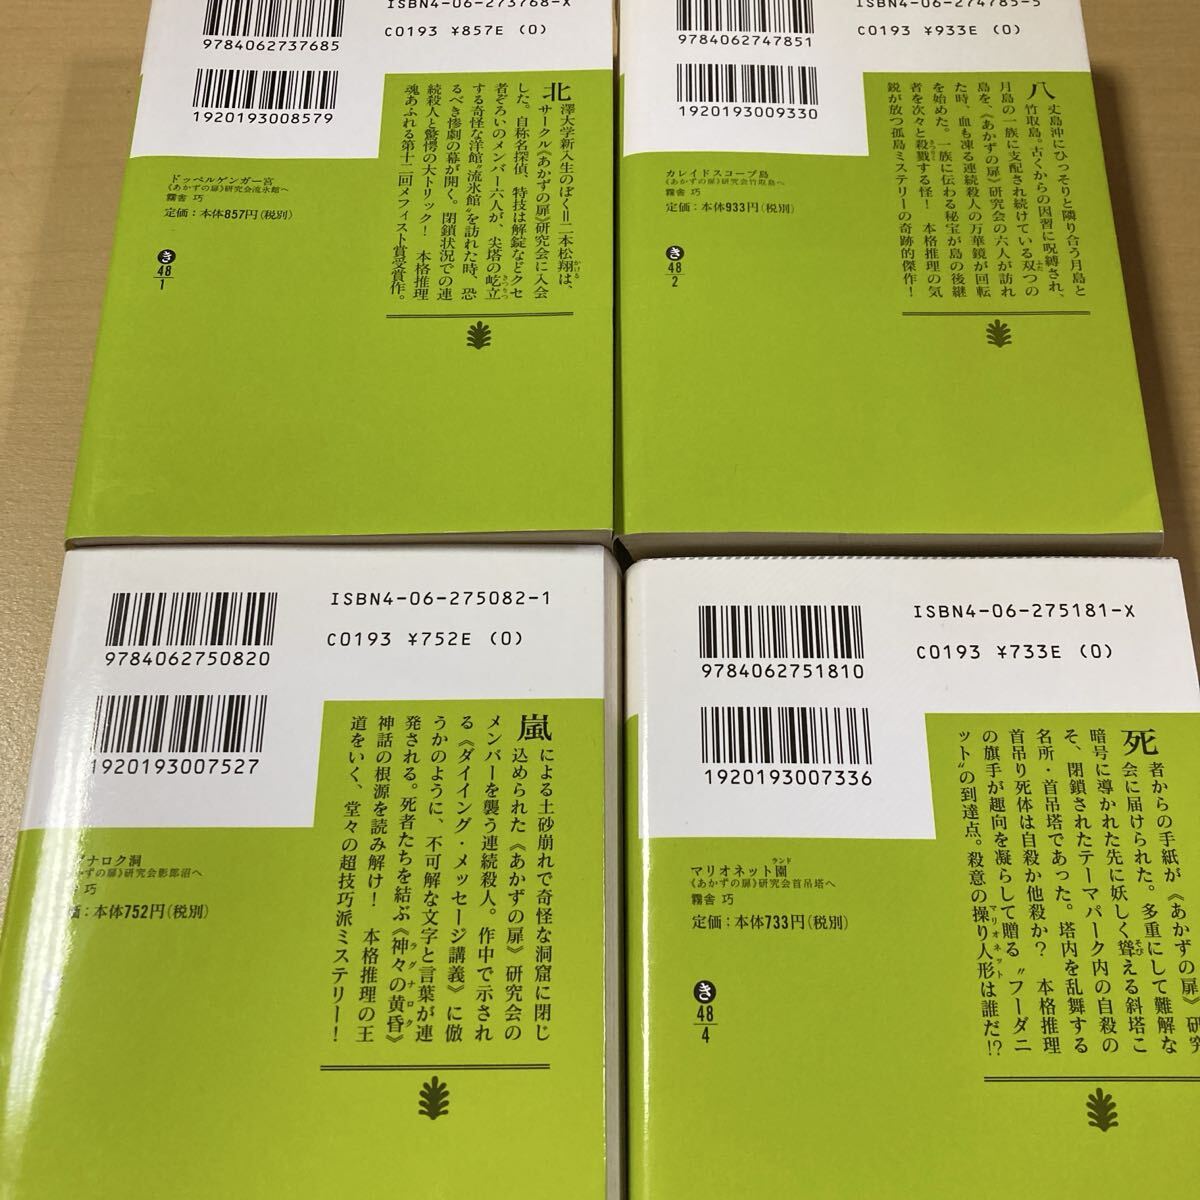 ISBN4-06-273768-X
9784062737685
C0193 ¥857E (0)
1920193008579
北澤大学新入生のぼく=二本松翔は、
サークル《あかずの扉》研究会に入会
した。自称名探偵、特技は解錠などクセ
者ぞろいのメンバー六人が、尖塔の屹立
する奇怪な洋館“流氷館”を訪れた時、恐
るべき惨劇の幕が開く。閉鎖状況での連
続殺人と驚愕の大トリック! 本格推理
魂あふれる第十二回メフィスト賞受賞作。
ドッペルゲンガー宮
《あかずの扉》研究会流氷館へ
霧舎 巧
定価:本体857円(税別)
き
48
1
ISBN4-06-274785-5
9784062747851
C0193 ¥933E (0)
1920193009330
八丈島沖にひっそりと隣り合う月島と
竹取島。古くからの因習に呪縛され、
月島の一族に支配され続けている双つの
島を、《あかずの扉》研究会の六人が訪れ
た時、血も凍る連続殺人の万華鏡が回転
を始めた。一族に伝わる秘宝が島の後継
者を次々と殺戮する怪! 本格推理の気
鋭が放つ孤島ミステリーの奇跡的傑作!
カレイドスコープ島
《あかずの扉》研究会竹取島へ
霧舎 巧
定価:本体933円(税別)
き
48
2
ISBN4-06-275082-1
9784062750820
C0193 ¥752E (0)
1920193007527
嵐による土砂崩れで奇怪な洞窟に閉じ
込められた《あかずの扉》研究会の
メンバーを襲う連続殺人。作中で示され
る《ダイイング・メッセージ講義》に倣
うかのように、不可解な文字と言葉が連
発される。死者たちを結ぶ《神々の黄昏》
神話の根源を読み解け! 本格推理の王
道をいく、堂々の超技巧派ミステリー!
ナロク洞
かずの扉》研究会影郎沼へ
巧
価:本体752円(税別)
ISBN4-06-275181-X
9784062751810
C0193 ¥733E (0)
1920193007336
死者からの手紙が《あかずの扉》研究
会に届けられた。多重にして難解な
暗号に導かれた先に妖しく聳える斜塔こ
そ、閉鎖されたテーマパーク内の自殺の
名所・首吊塔であった。塔内を乱舞する
首吊り死体は自殺か他殺か? 本格推理
の旗手が趣向を凝らして贈る“フーダニ
ット”の到達点。殺意の操り人形は誰だ!?
マリオネット園
《あかずの扉》研究会首吊塔へ
霧舎 巧
定価:本体733円(税別)
き
48
4